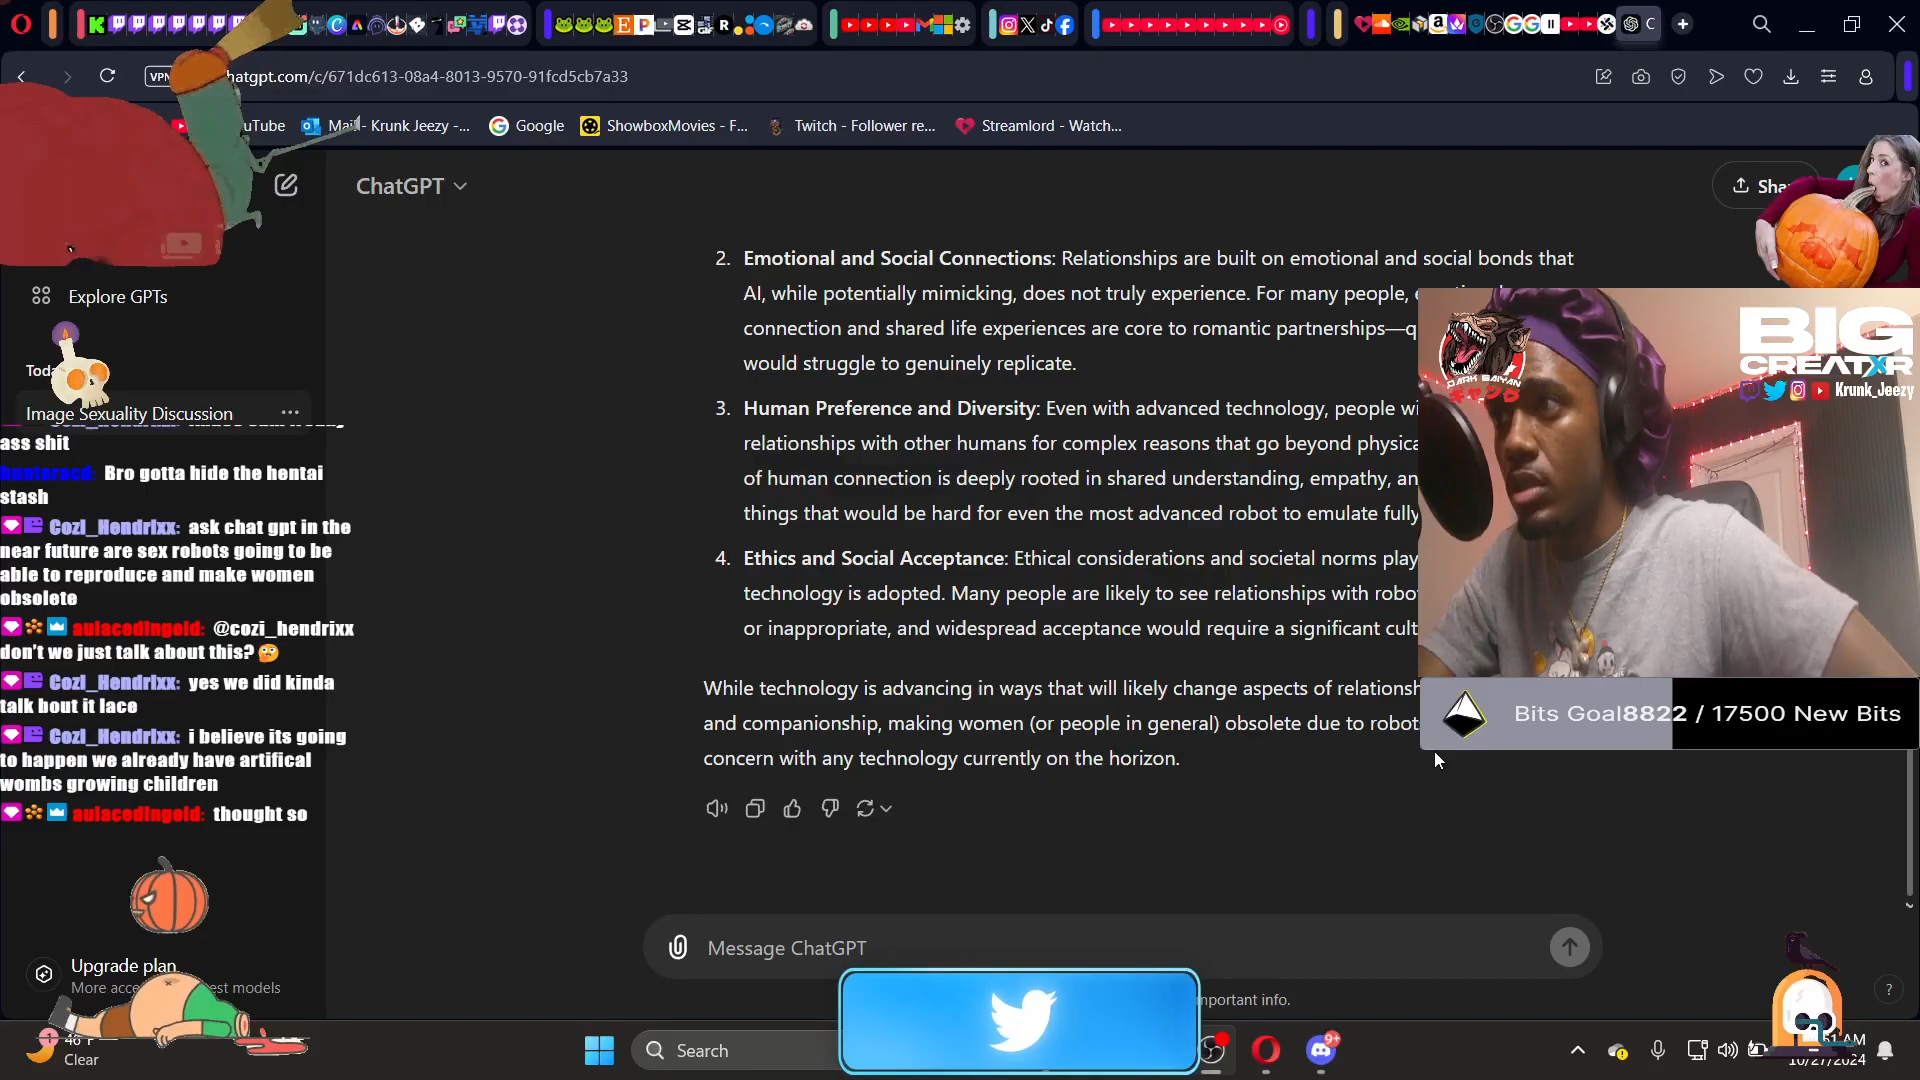 VPN
hatgpt.com/c/671dc613-08a4-8013-9570-91fcd5cb7a33
uTube
Mail - Krunk Jeezy -...
Google
ShowboxMovies - F...
Twitch - Follower re...
Streamlord - Watch...
ChatGPT
Explore GPTs
Image Sexuality Discussion
ass shit
Bro gotta hide the hentai
stash
Cozi_Hendrixx: ask chat gpt in the
near future are sex robots going to be
able to reproduce and make women
obsolete
aulacedingold: @cozi_hendrixx
don't we just talk about this?
Cozi_Hendrixx: yes we did kinda
talk bout it lace
Cozi_Hendrixx: i believe its going
to happen we already have artifical
wombs growing children
aulacedingold: thought so
Upgrade plan
2. Emotional and Social Connections: Relationships are built on emotional and social bonds that
AI, while potentially mimicking, does not truly experience. For many people,
connection and shared life experiences are core to romantic partnerships—q
would struggle to genuinely replicate.
3. Human Preference and Diversity: Even with advanced technology, people wi
relationships with other humans for complex reasons that go beyond physica
of human connection is deeply rooted in shared understanding, empathy, an
things that would be hard for even the most advanced robot to emulate fully
4. Ethics and Social Acceptance: Ethical considerations and societal norms play
technology is adopted. Many people are likely to see relationships with robo
or inappropriate, and widespread acceptance would require a significant cult
While technology is advancing in ways that will likely change aspects of relationsh
and companionship, making women (or people in general) obsolete due to robot
concern with any technology currently on the horizon.
Message ChatGPT
mportant info.
DARK SAIYAN
BIG
CREATXR
Krunk_Jeezy
Bits Goal 8822 / 17500 New Bits
Clear
Search
9+
AM
10/27/2024